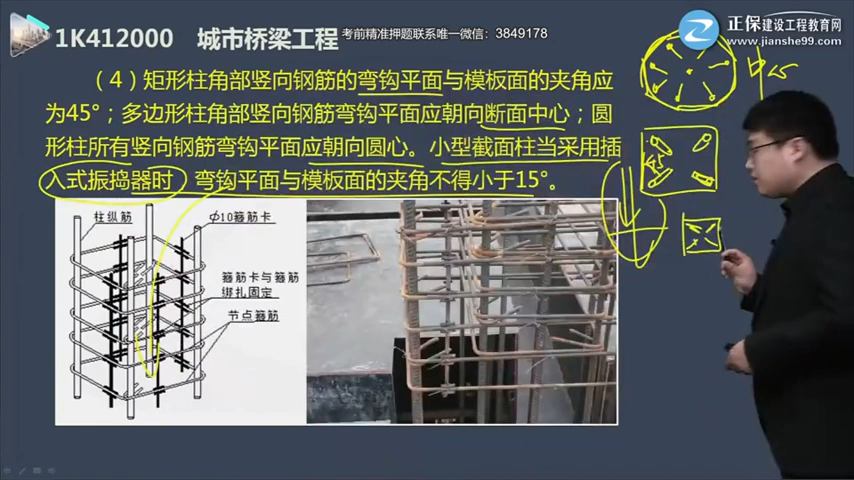 1K412000 城市桥梁工程
考前精准押题联系唯一微信：3849178
正保建设工程教育网
www.jianshe99.com
（4）矩形柱角部竖向钢筋的弯钩平面与模板面的夹角应
为45°；多边形柱角部竖向钢筋弯钩平面应朝向断面中心；圆
形柱所有竖向钢筋弯钩平面应朝向圆心。小型截面柱当采用插
入式振捣器时，弯钩平面与模板面的夹角不得小于15°。
柱纵筋
Φ10箍筋卡
箍筋卡与箍筋
绑扎固定
节点箍筋